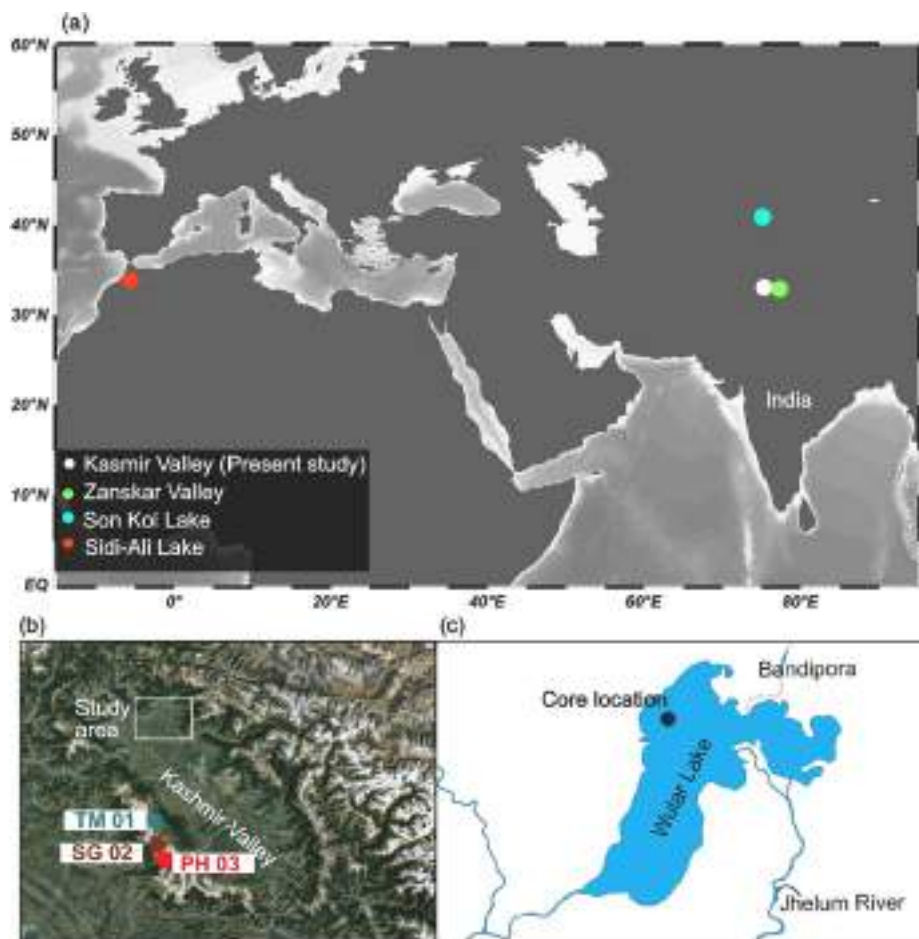 (a)
60°N
50°N
40°N
30°N
20°N
10°N
EQ
India
Kasmir Valley (Present study)
Zanskar Valley
Son Kol Lake
Sidi-Ali Lake
0°
20°E
40°E
60°E
80°E
(b)
Study
area
Kashmir Valley
TM 01
SG 02
PH 03
(c)
Bandipora
Core location
Wular Lake
Jhelum River